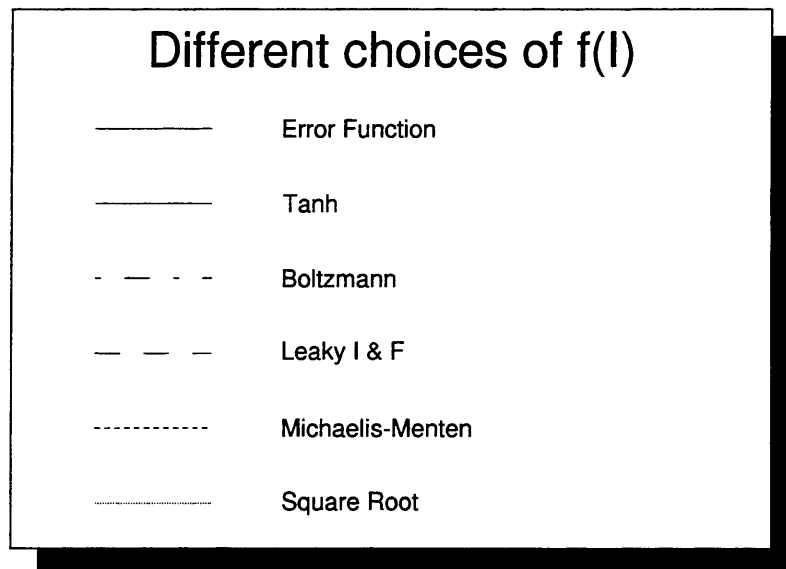 Different choices of f(I)
Error Function
Tanh
Boltzmann
Leaky I & F
Michaelis-Menten
Square Root